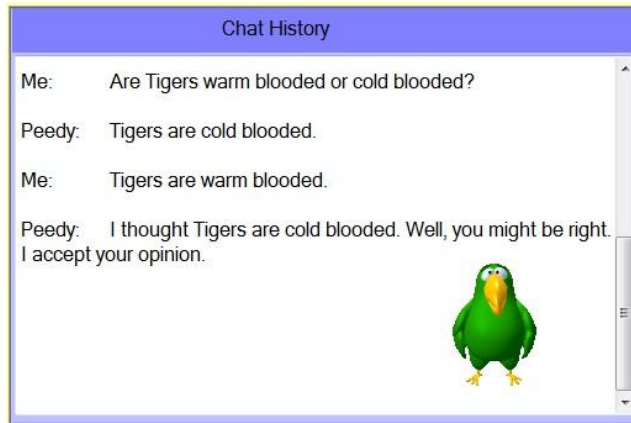 Chat History
Me: Are Tigers warm blooded or cold blooded?
Peedy: Tigers are cold blooded.
Me: Tigers are warm blooded.
Peedy: I thought Tigers are cold blooded. Well, you might be right.
I accept your opinion.